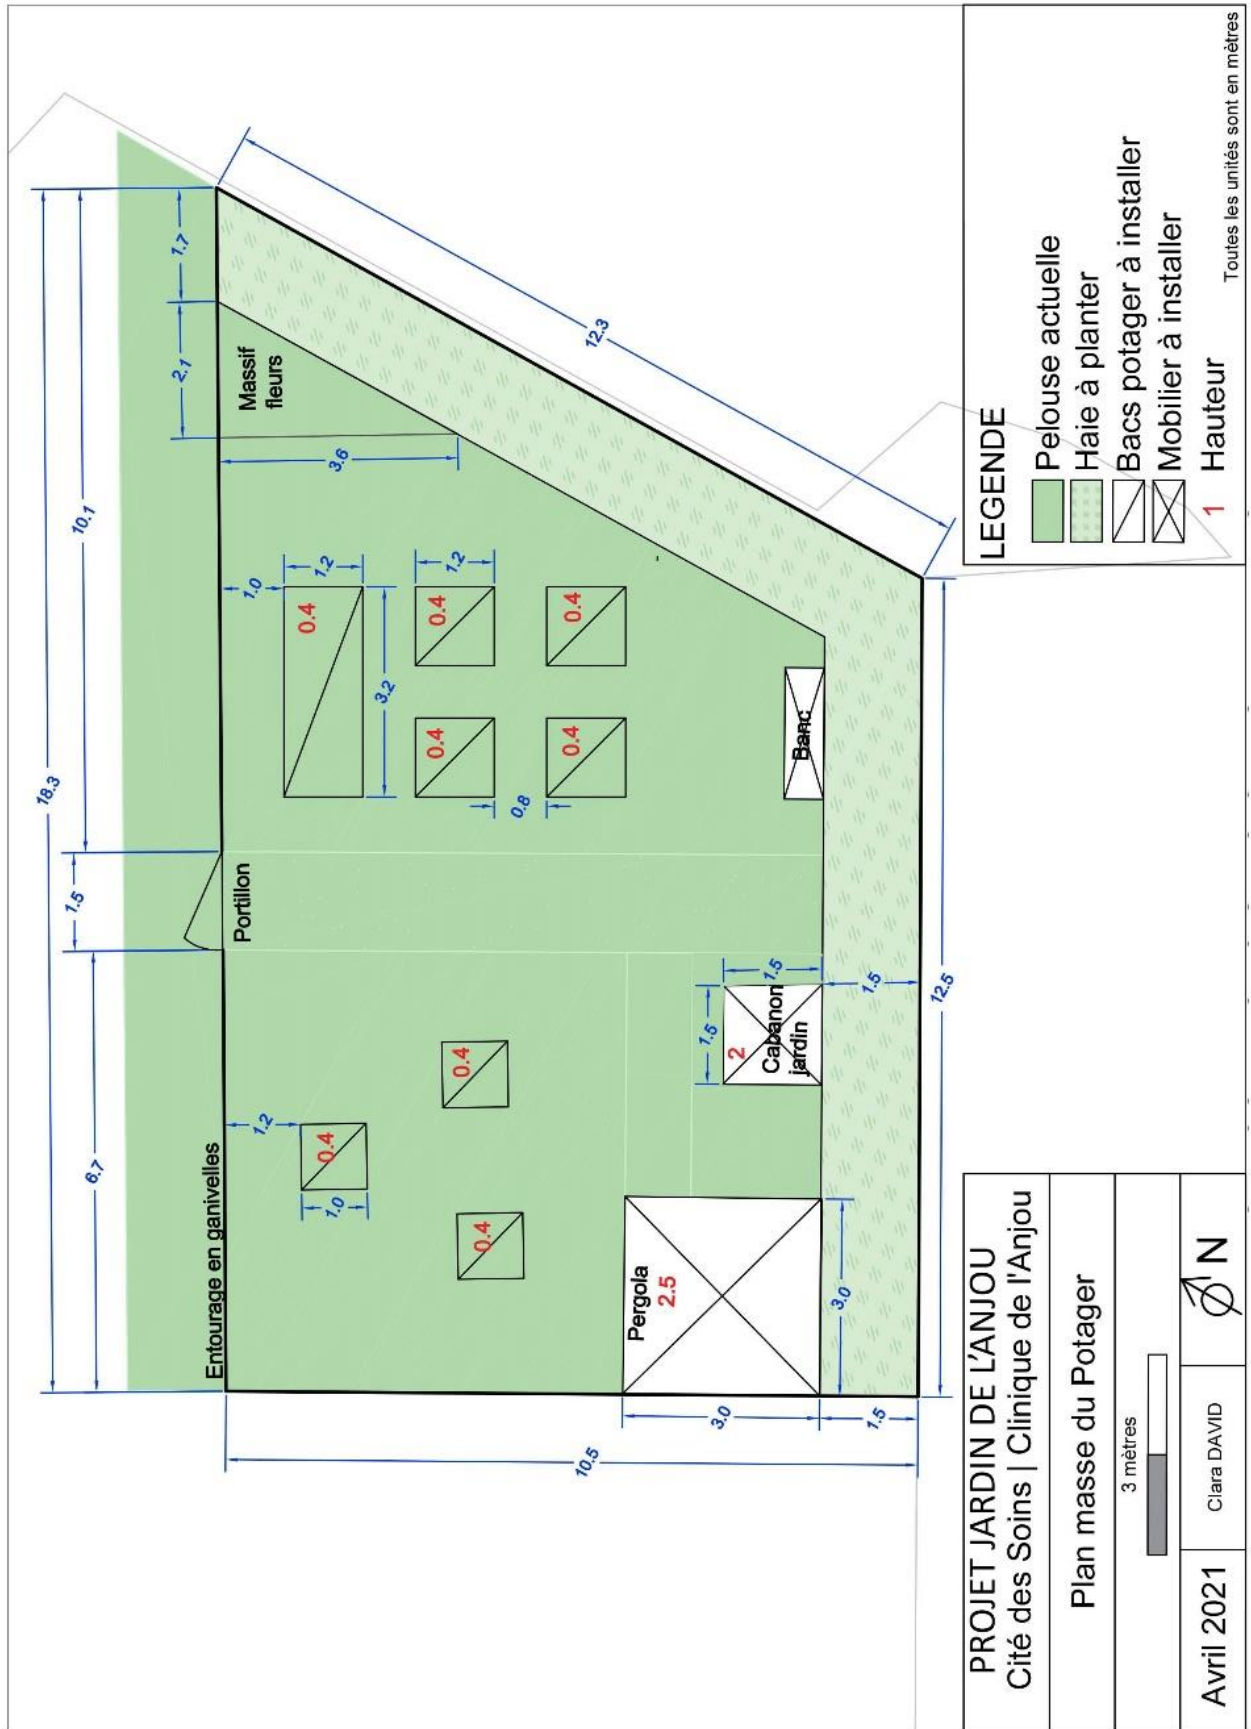 18.3
6.7
1.5
10.1
2.1
1.7
Entourage en ganivelles
Portillon
Massif
fleurs
1.0
1.2
3.6
0.4
1.2
3.2
0.4
0.4
1.2
0.8
0.4
0.4
12.3
1.0
0.4
0.4
0.4
10.5
Pergola
2.5
3.0
3.0
1.5
1.5
1.5
2
Cabanon
jardin
1.5
Banc
12.5
PROJET JARDIN DE L'ANJOU
Cité des Soins | Clinique de l'Anjou
Plan masse du Potager
3 mètres
Avril 2021
Clara DAVID
N
LEGENDE
Pelouse actuelle
Haie à planter
Bacs potager à installer
Mobilier à installer
1 Hauteur
Toutes les unités sont en mètres